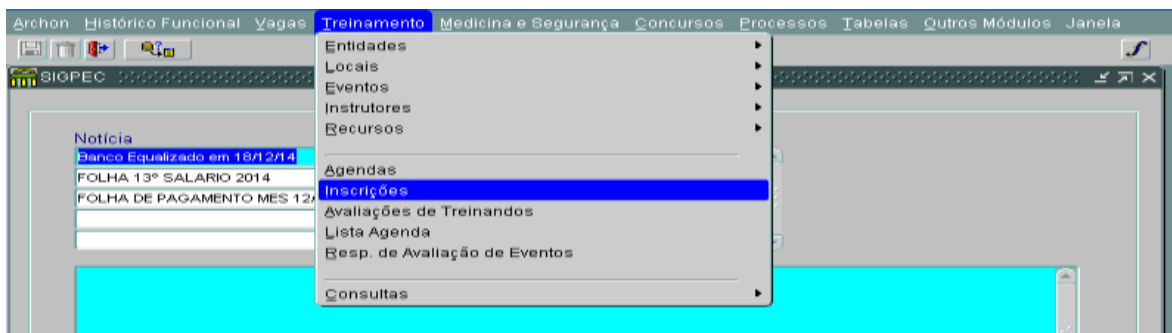 Archon Histórico Funcional Vagas Treinamento Medicina e Segurança Concursos Processos Tabelas Outros Módulos Janela
SIGPEC
Entidades
Locais
Eventos
Instrutores
Recursos
Agendas
Inscrições
Avaliações de Treinandos
Lista Agenda
Resp. de Avaliação de Eventos
Consultas
Notícia
Banco Equalizado em 18/12/14
FOLHA 13º SALARIO 2014
FOLHA DE PAGAMENTO MES 12/